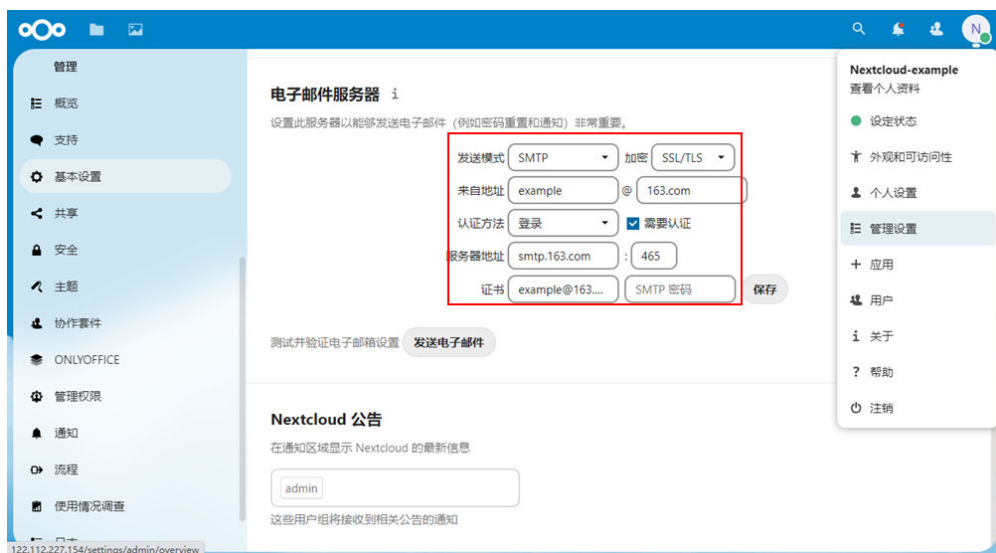 N
管理
概览
支持
基本设置
共享
安全
主题
协作套件
ONLYOFFICE
管理权限
通知
流程
使用情况调查
日志
122.112.227.154/settings/admin/overview
电子邮件服务器 i
设置此服务器以能够发送电子邮件（例如密码重置和通知）非常重要。
发送模式 SMTP 加密 SSL/TLS
来自地址 example @ 163.com
认证方法 登录 需要认证
服务器地址 smtp.163.com : 465
证书 example@163.... SMTP 密码 保存
测试并验证电子邮箱设置 发送电子邮件
Nextcloud 公告
在通知区域显示 Nextcloud 的最新信息
admin
这些用户组将接收到相关公告的通知
Nextcloud-example
查看个人资料
设定状态
外观和可访问性
个人设置
管理设置
应用
用户
关于
帮助
注销